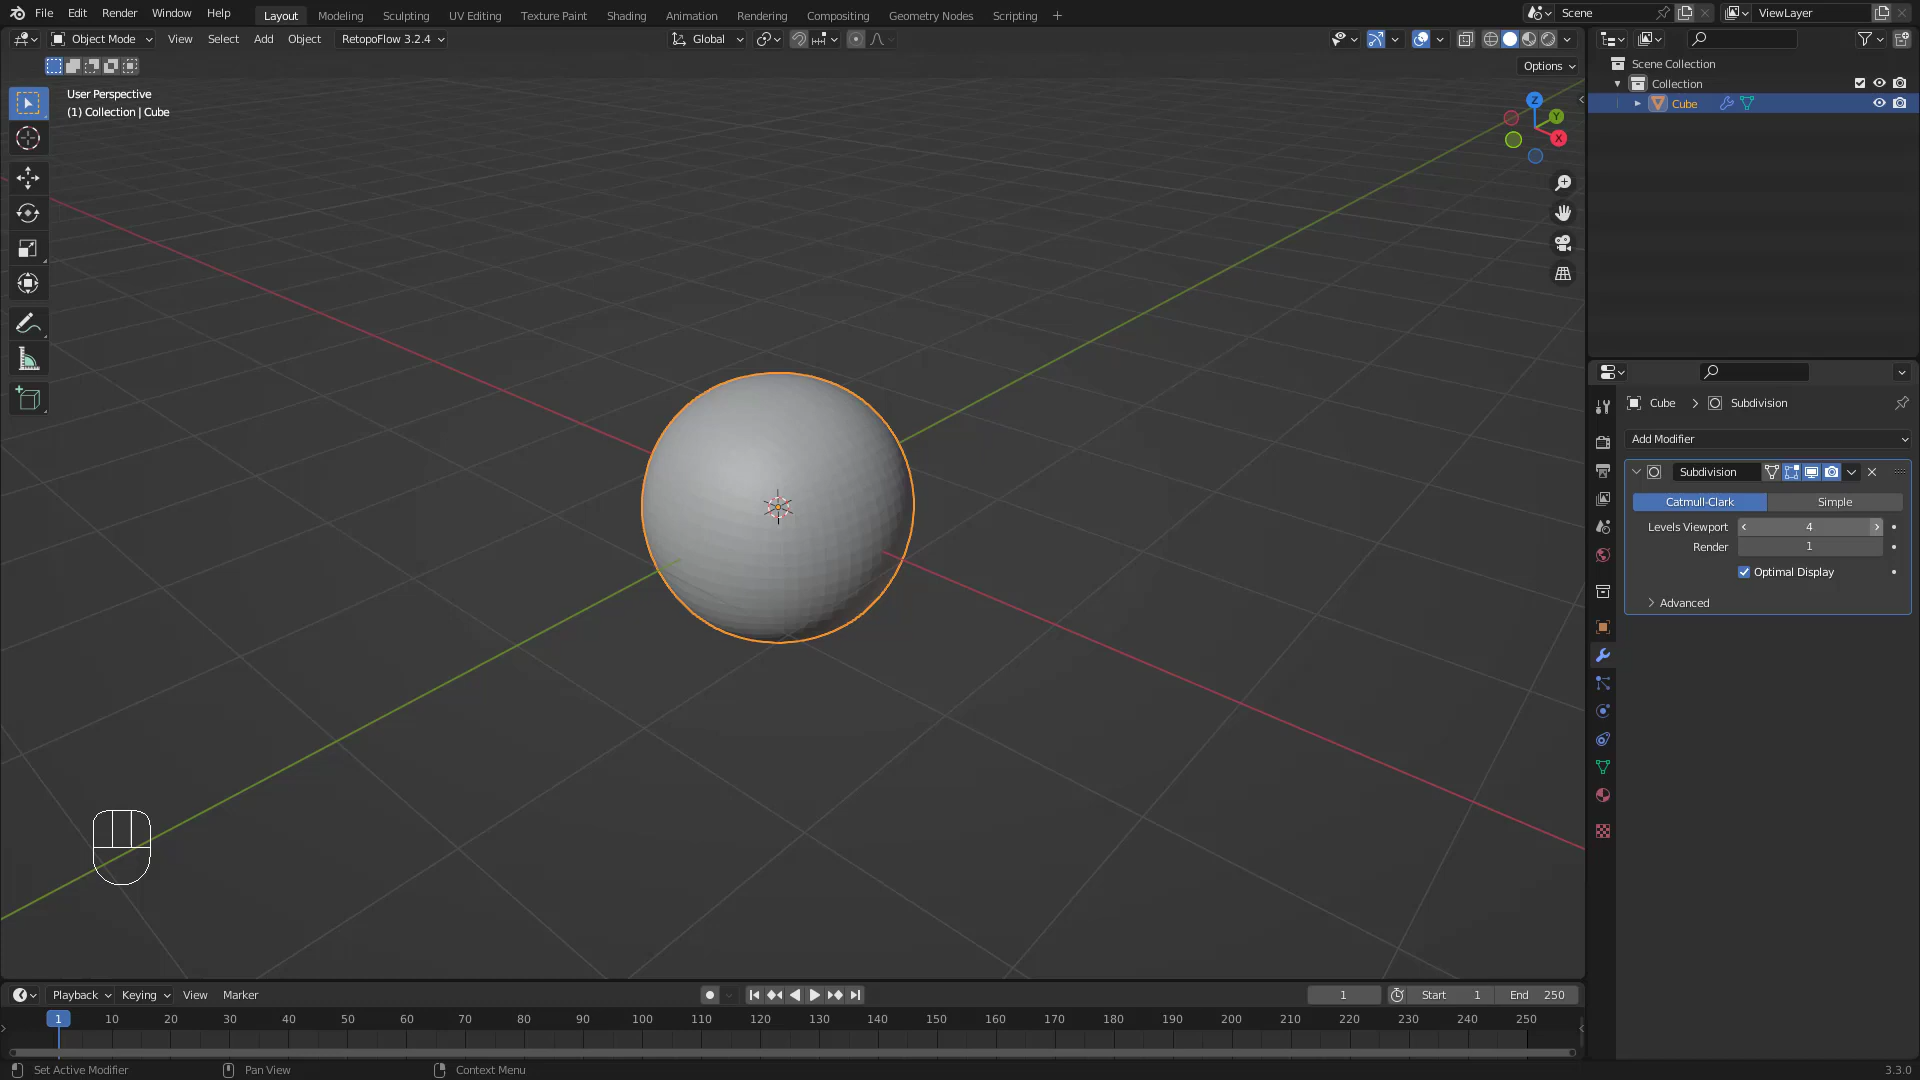 File Edit Render Window Help Layout Modeling Sculpting UV Editing Texture Paint Shading Animation Rendering Compositing Geometry Nodes Scripting + Scene ViewLayer
Object Mode View Select Add Object RetopoFlow 3.2.4 Global
Options
User Perspective
(1) Collection | Cube
Z
Y
X
Scene Collection
Collection
Cube
Cube > Subdivision
Add Modifier
Subdivision
Catmull-Clark Simple
Levels Viewport 4
Render 1
Optimal Display
Advanced
Playback Keying View Marker 1 Start 1 End 250
1 10 20 30 40 50 60 70 80 90 100 110 120 130 140 150 160 170 180 190 200 210 220 230 240 250
Set Active Modifier Pan View Context Menu 3.3.0